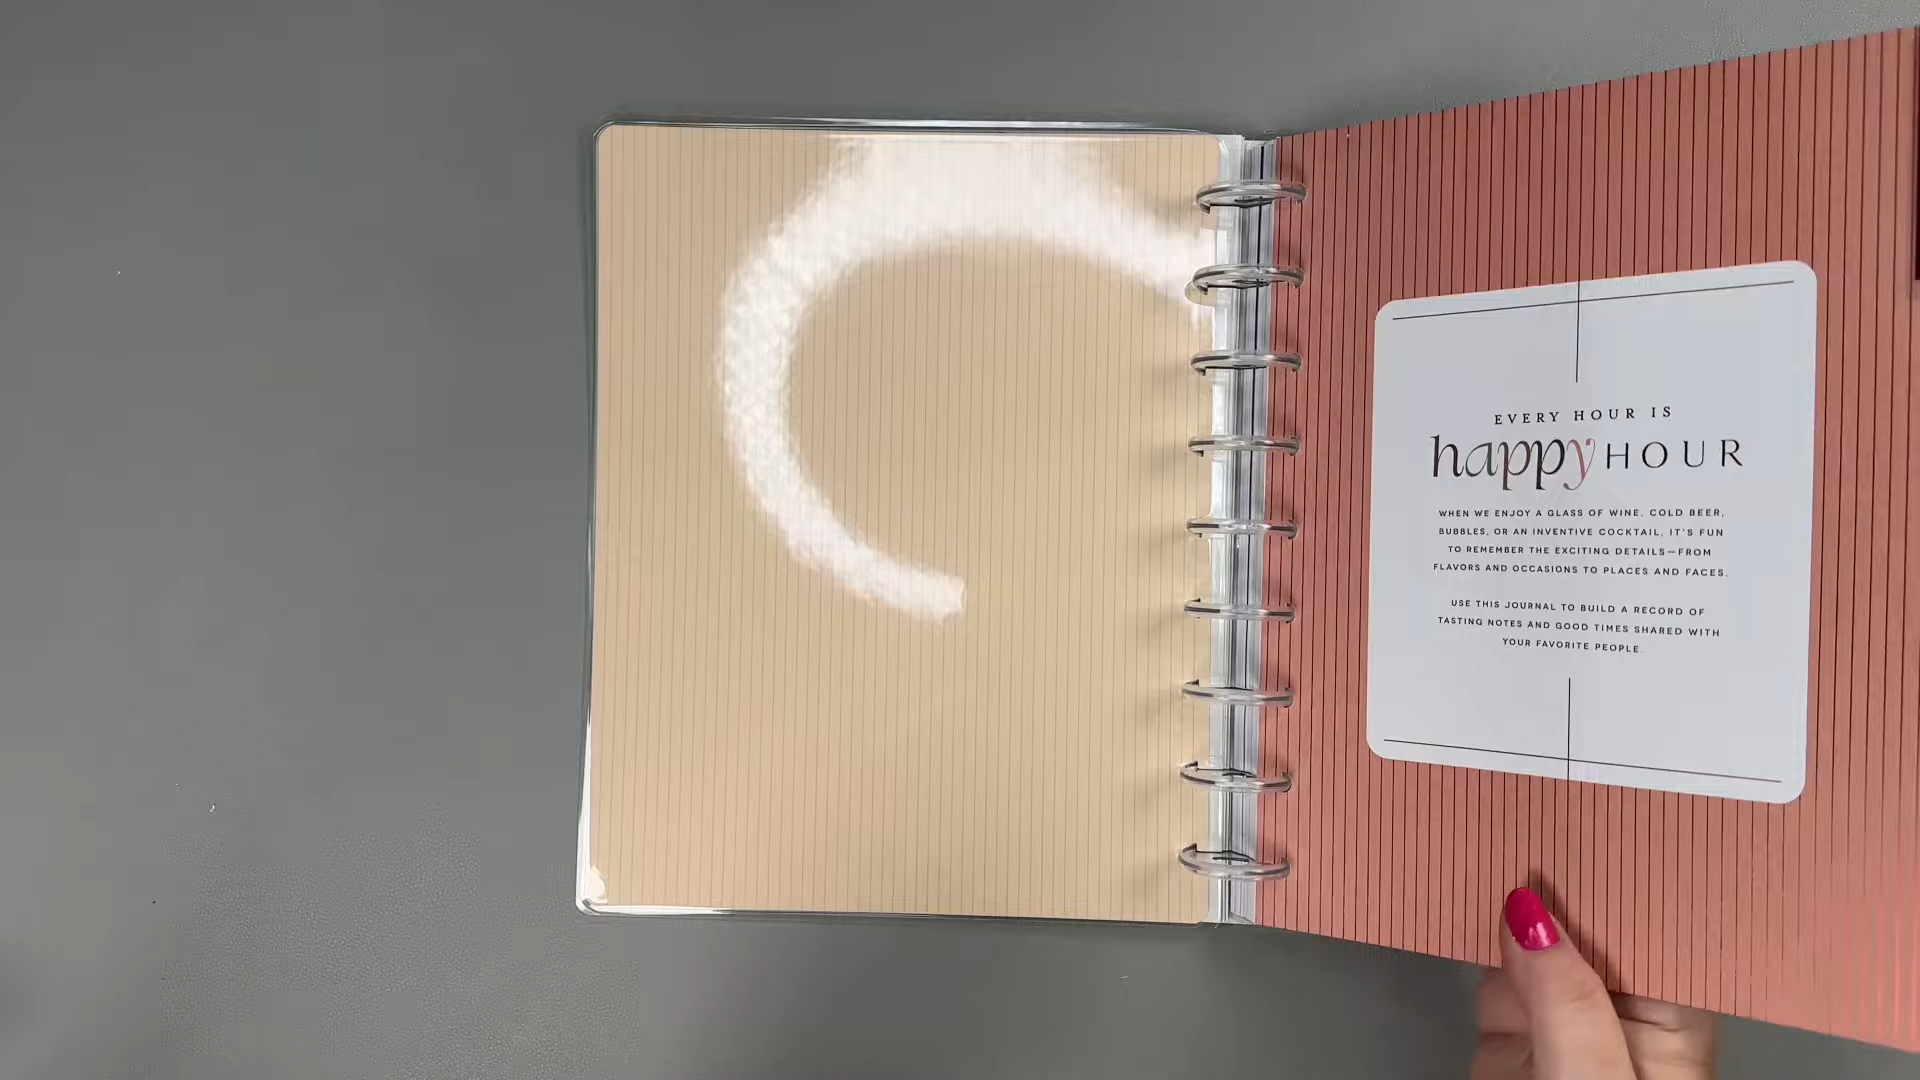 EVERY HOUR IS
happy HOUR
WHEN WE ENJOY A GLASS OF WINE, COLD BEER,
BUBBLES, OR AN INVENTIVE COCKTAIL, IT'S FUN
TO REMEMBER THE EXCITING DETAILS—FROM
FLAVORS AND OCCASIONS TO PLACES AND FACES.
USE THIS JOURNAL TO BUILD A RECORD OF
TASTING NOTES AND GOOD TIMES SHARED WITH
YOUR FAVORITE PEOPLE.